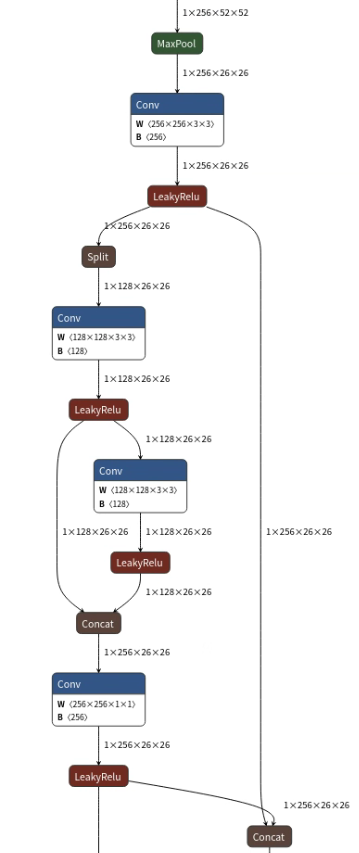 1×256×52×52
MaxPool
1×256×26×26
Conv
W ⟨256×256×3×3⟩
B ⟨256⟩
1×256×26×26
LeakyRelu
1×256×26×26
Split
1×128×26×26
Conv
W ⟨128×128×3×3⟩
B ⟨128⟩
1×128×26×26
LeakyRelu
1×128×26×26
Conv
W ⟨128×128×3×3⟩
B ⟨128⟩
1×128×26×26
1×128×26×26
1×256×26×26
LeakyRelu
1×128×26×26
Concat
1×256×26×26
Conv
W ⟨256×256×1×1⟩
B ⟨256⟩
1×256×26×26
LeakyRelu
1×256×26×26
Concat